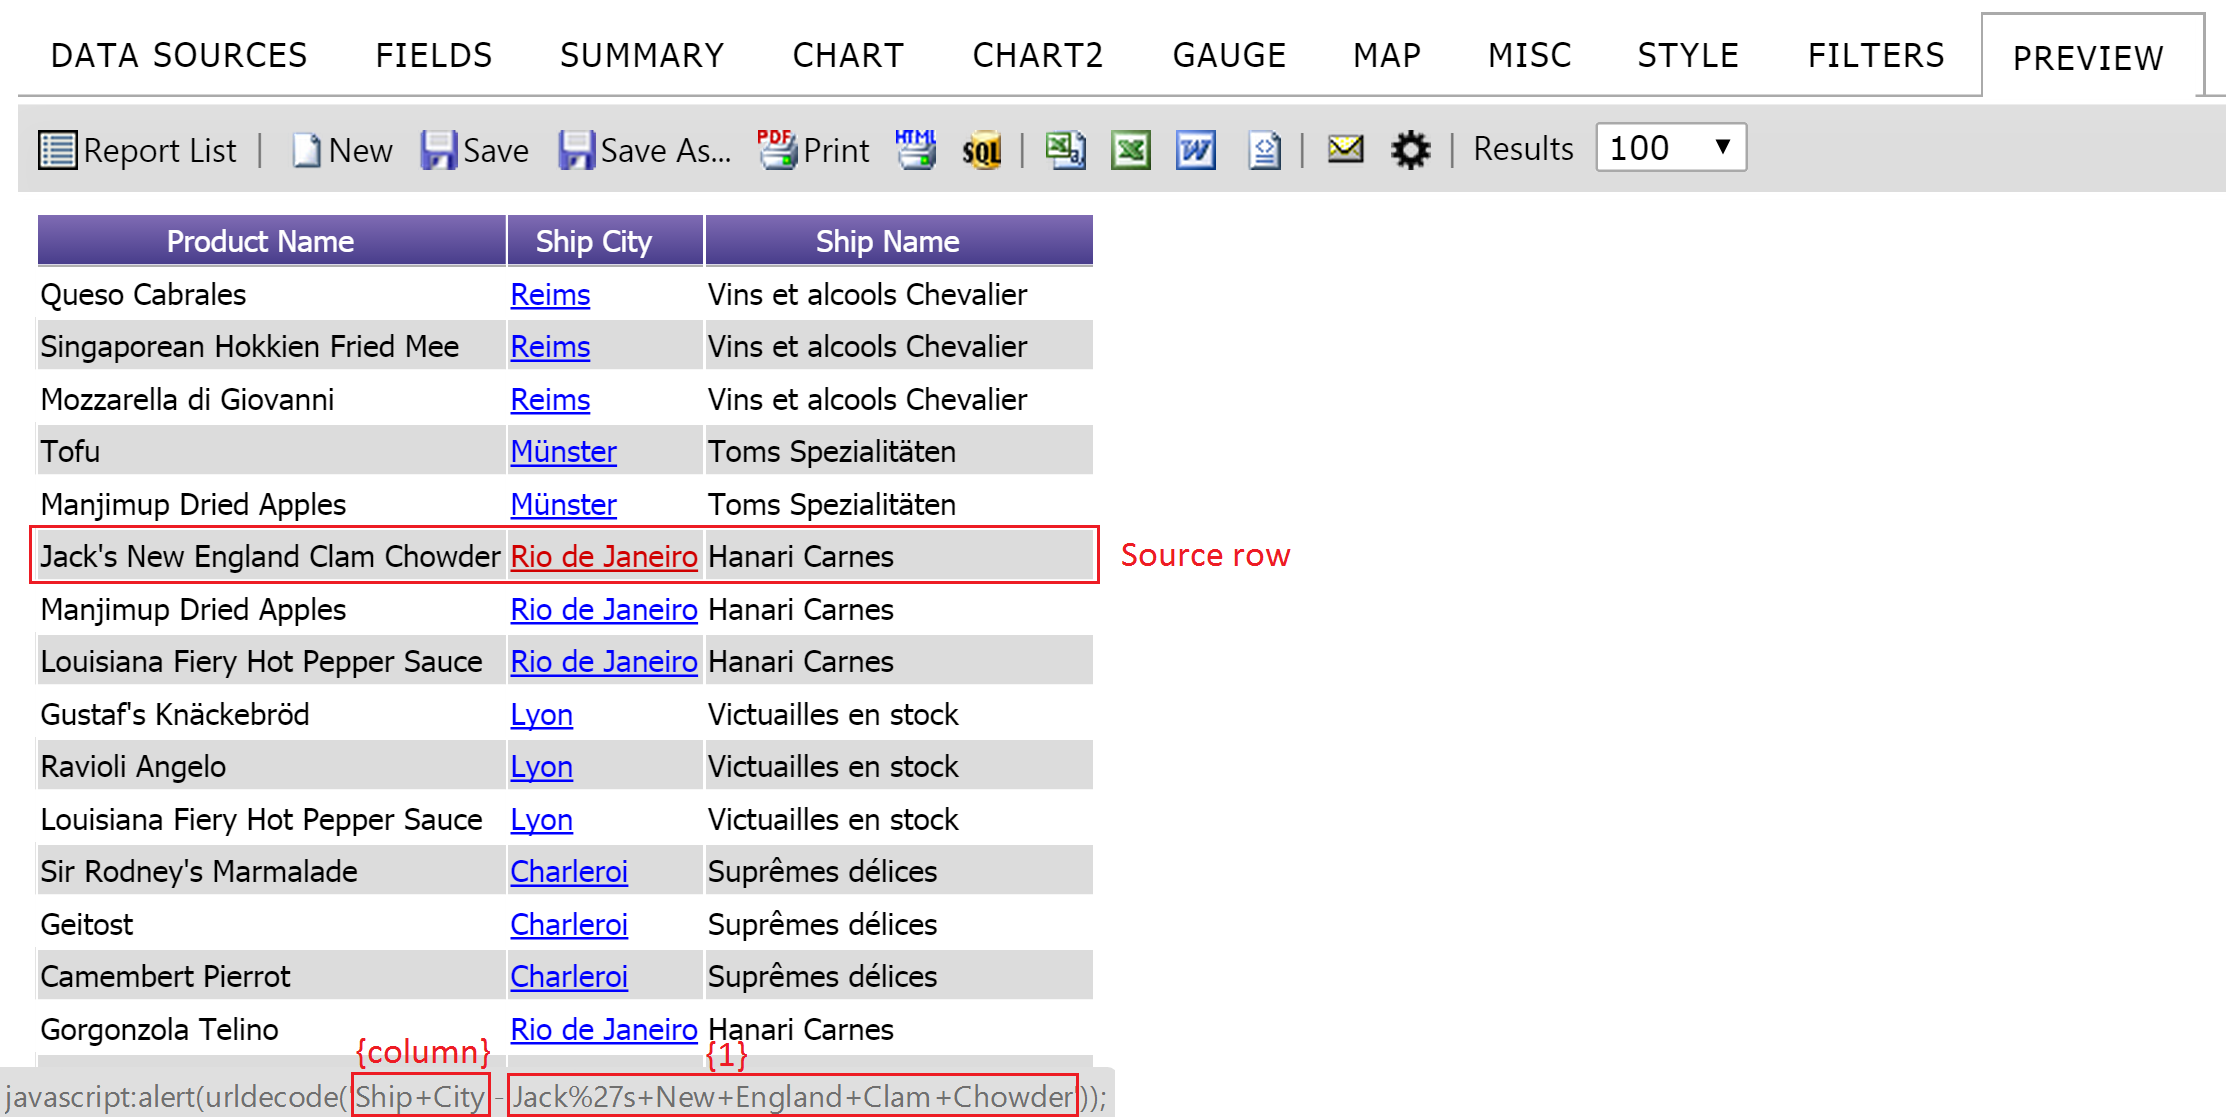 DATA SOURCES FIELDS SUMMARY CHART CHART2 GAUGE MAP MISC STYLE FILTERS PREVIEW
Report List | New Save Save As... PDF Print HTML SQL | a, X W <> | | Results 100 ▼
Product Name Ship City Ship Name
Queso Cabrales Reims Vins et alcools Chevalier
Singaporean Hokkien Fried Mee Reims Vins et alcools Chevalier
Mozzarella di Giovanni Reims Vins et alcools Chevalier
Tofu Münster Toms Spezialitäten
Manjimup Dried Apples Münster Toms Spezialitäten
Jack's New England Clam Chowder Rio de Janeiro Hanari Carnes Source row
Manjimup Dried Apples Rio de Janeiro Hanari Carnes
Louisiana Fiery Hot Pepper Sauce Rio de Janeiro Hanari Carnes
Gustaf's Knäckebröd Lyon Victuailles en stock
Ravioli Angelo Lyon Victuailles en stock
Louisiana Fiery Hot Pepper Sauce Lyon Victuailles en stock
Sir Rodney's Marmalade Charleroi Suprêmes délices
Geitost Charleroi Suprêmes délices
Camembert Pierrot Charleroi Suprêmes délices
Gorgonzola Telino Rio de Janeiro Hanari Carnes
{column} {1}
javascript:alert(urldecode('Ship+City - Jack%27s+New+England+Clam+Chowder'));